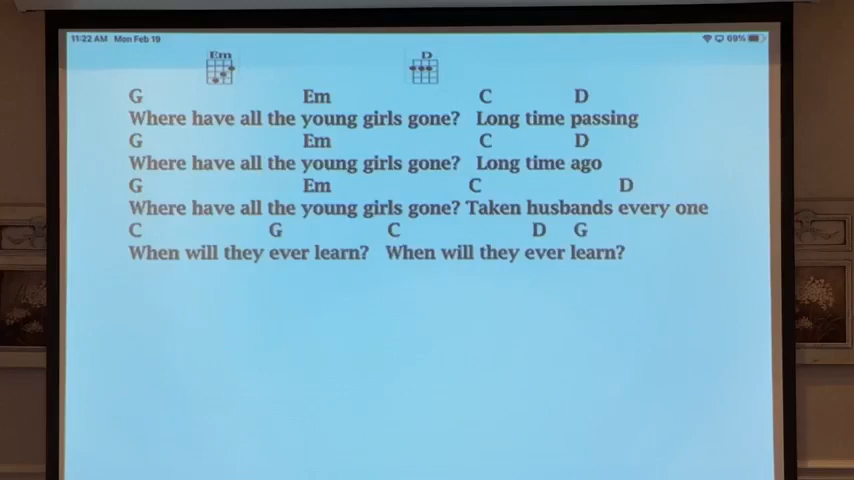 11:22 AM Mon Feb 19 69%
Em D
G Em C D
Where have all the young girls gone? Long time passing
G Em C D
Where have all the young girls gone? Long time ago
G Em C D
Where have all the young girls gone? Taken husbands every one
C G C D G
When will they ever learn? When will they ever learn?